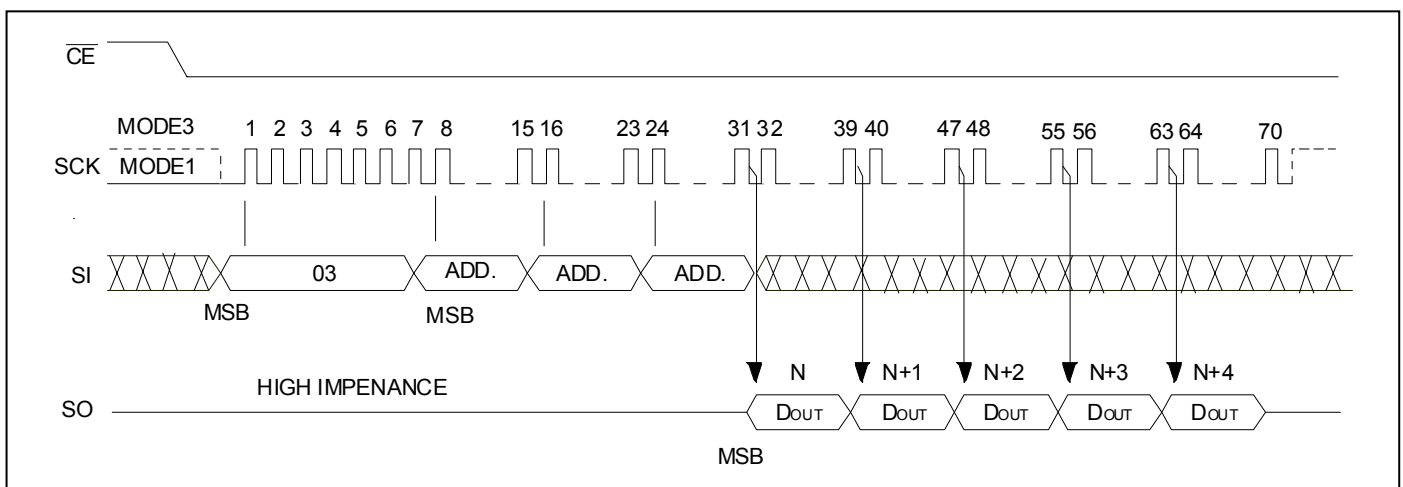 CE
MODE3 1 2 3 4 5 6 7 8 15 16 23 24 31 32 39 40 47 48 55 56 63 64 70
SCK MODE1
SI 03 ADD. ADD. ADD.
MSB MSB
N N+1 N+2 N+3 N+4
HIGH IMPENANCE
SO DOUT DOUT DOUT DOUT DOUT
MSB